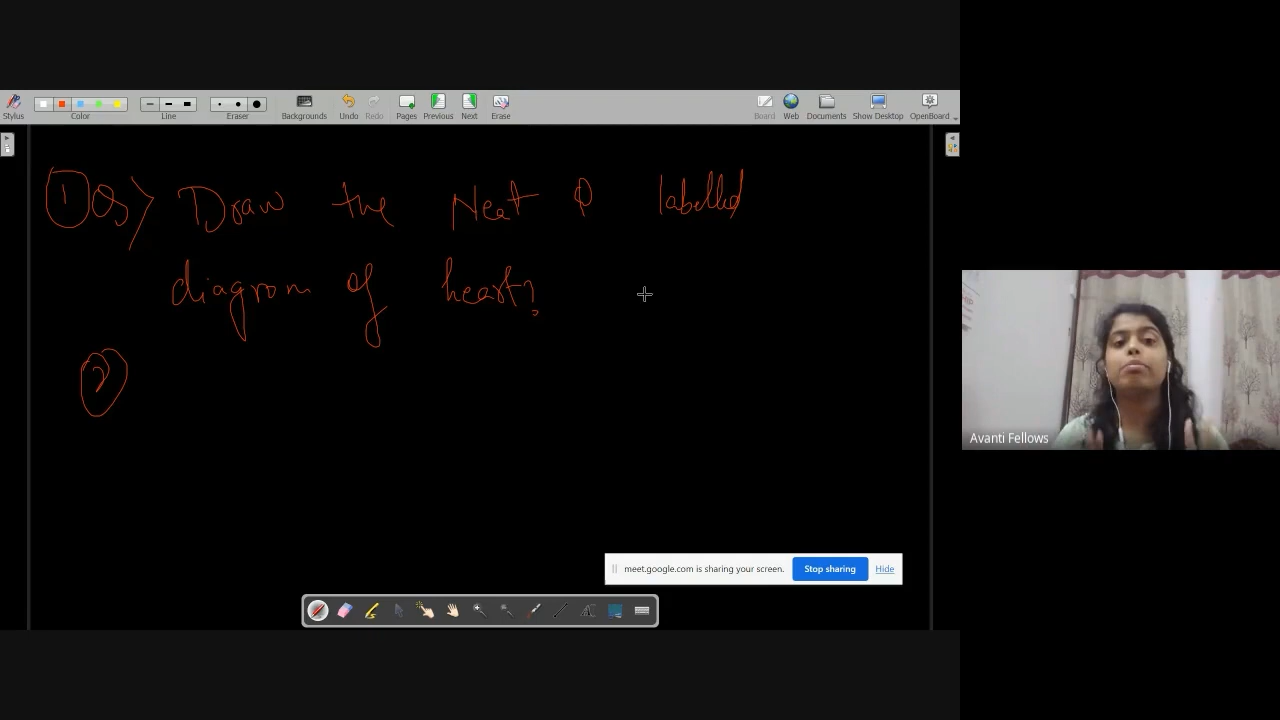 Stylus Color Line Eraser Backgrounds Undo Redo Pages Previous Next Erase Board Web Documents Show Desktop OpenBoard
① Qs> Draw the Neat & labelled
diagram of heart?
②
Avanti Fellows
meet.google.com is sharing your screen. Stop sharing Hide